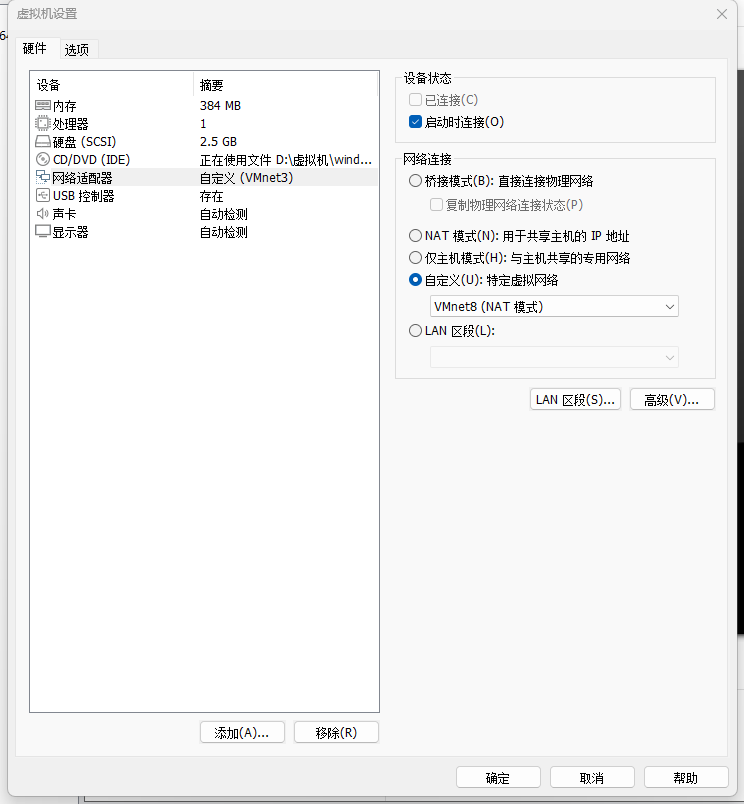 虚拟机设置
64
硬件 选项
设备 摘要
内存 384 MB
处理器 1
硬盘 (SCSI) 2.5 GB
CD/DVD (IDE) 正在使用文件 D:\虚拟机\wind...
网络适配器 自定义 (VMnet3)
USB 控制器 存在
声卡 自动检测
显示器 自动检测
添加(A)... 移除(R)
设备状态
已连接(C)
启动时连接(O)
网络连接
桥接模式(B): 直接连接物理网络
复制物理网络连接状态(P)
NAT 模式(N): 用于共享主机的 IP 地址
仅主机模式(H): 与主机共享的专用网络
自定义(U): 特定虚拟网络
VMnet8 (NAT 模式)
LAN 区段(L):
LAN 区段(S)... 高级(V)...
确定 取消 帮助